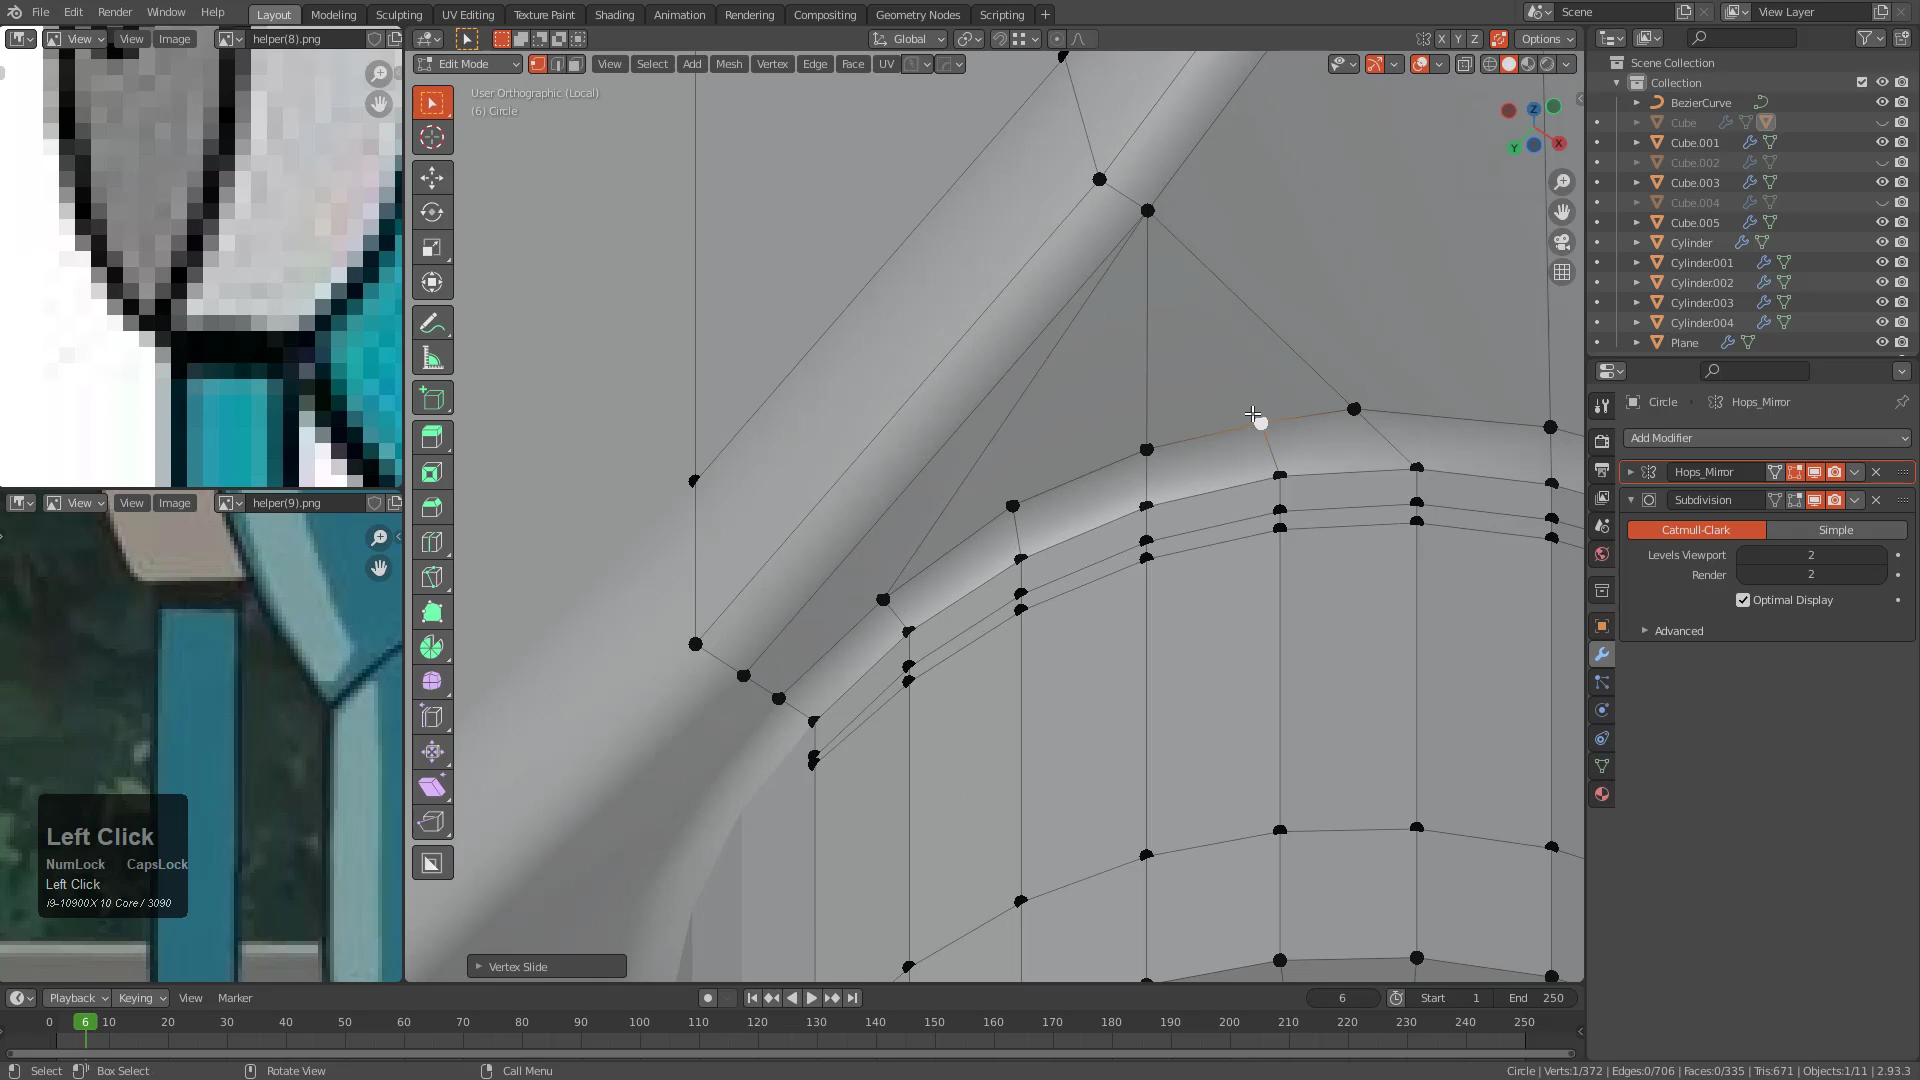 File Edit Render Window Help
Layout Modeling Sculpting UV Editing Texture Paint Shading Animation Rendering Compositing Geometry Nodes Scripting +
Scene
View Layer
View View Image helper(8).png
Global
X Y Z Options
Edit Mode View Select Add Mesh Vertex Edge Face UV
User Orthographic (Local)
(6) Circle
Z
X
Y
Scene Collection
Collection
BezierCurve
Cube
Cube.001
Cube.002
Cube.003
Cube.004
Cube.005
Cylinder
Cylinder.001
Cylinder.002
Cylinder.003
Cylinder.004
Plane
Circle Hops_Mirror
Add Modifier
Hops_Mirror
Subdivision
Catmull-Clark Simple
Levels Viewport 2
Render 2
Optimal Display
Advanced
View View Image helper(9).png
Left Click
NumLock CapsLock
Left Click
i9-10900X 10 Core / 3090
Vertex Slide
Playback Keying View Marker
6 Start 1 End 250
0 6 10 20 30 40 50 60 70 80 90 100 110 120 130 140 150 160 170 180 190 200 210 220 230 240 250
Select Box Select Rotate View Call Menu
Circle | Verts:1/372 | Edges:0/706 | Faces:0/335 | Tris:671 | Objects:1/11 | 2.93.3